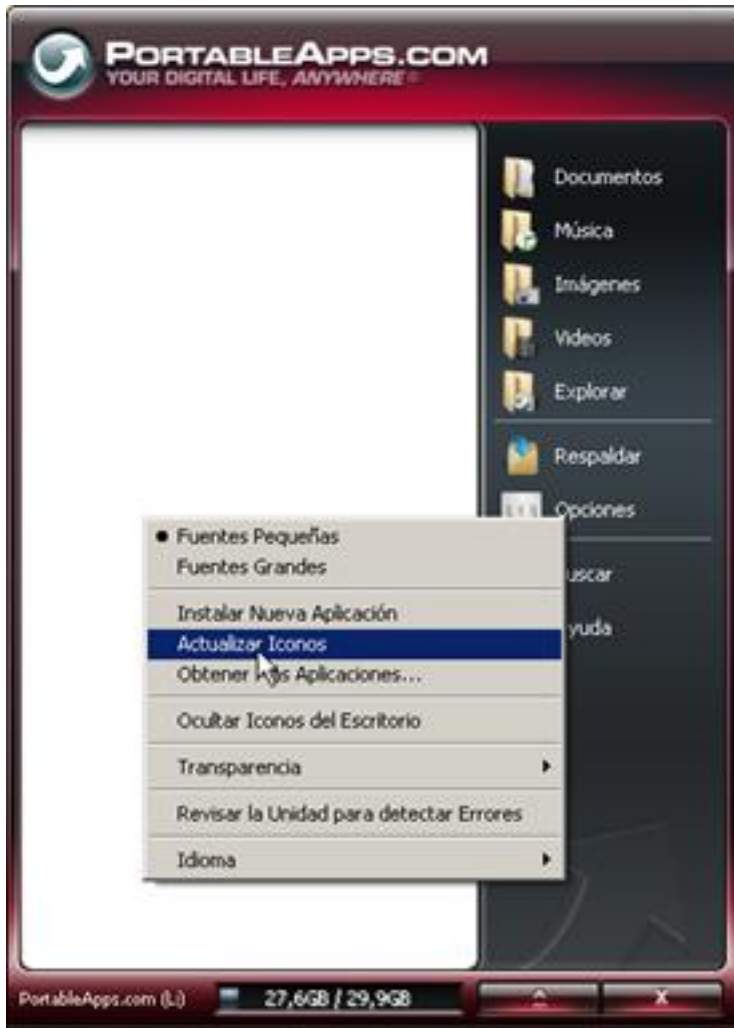 PORTABLEAPPS.COM
YOUR DIGITAL LIFE, ANYWHERE®
Documentos
Música
Imágenes
Videos
Explorar
Respaldar
Opciones
uscar
yuda
Fuentes Pequeñas
Fuentes Grandes
Instalar Nueva Aplicación
Actualizar Iconos
Obtener Más Aplicaciones...
Ocultar Iconos del Escritorio
Transparencia
Revisar la Unidad para detectar Errores
Idioma
PortableApps.com (L:)
27,6GB / 29,9GB
X